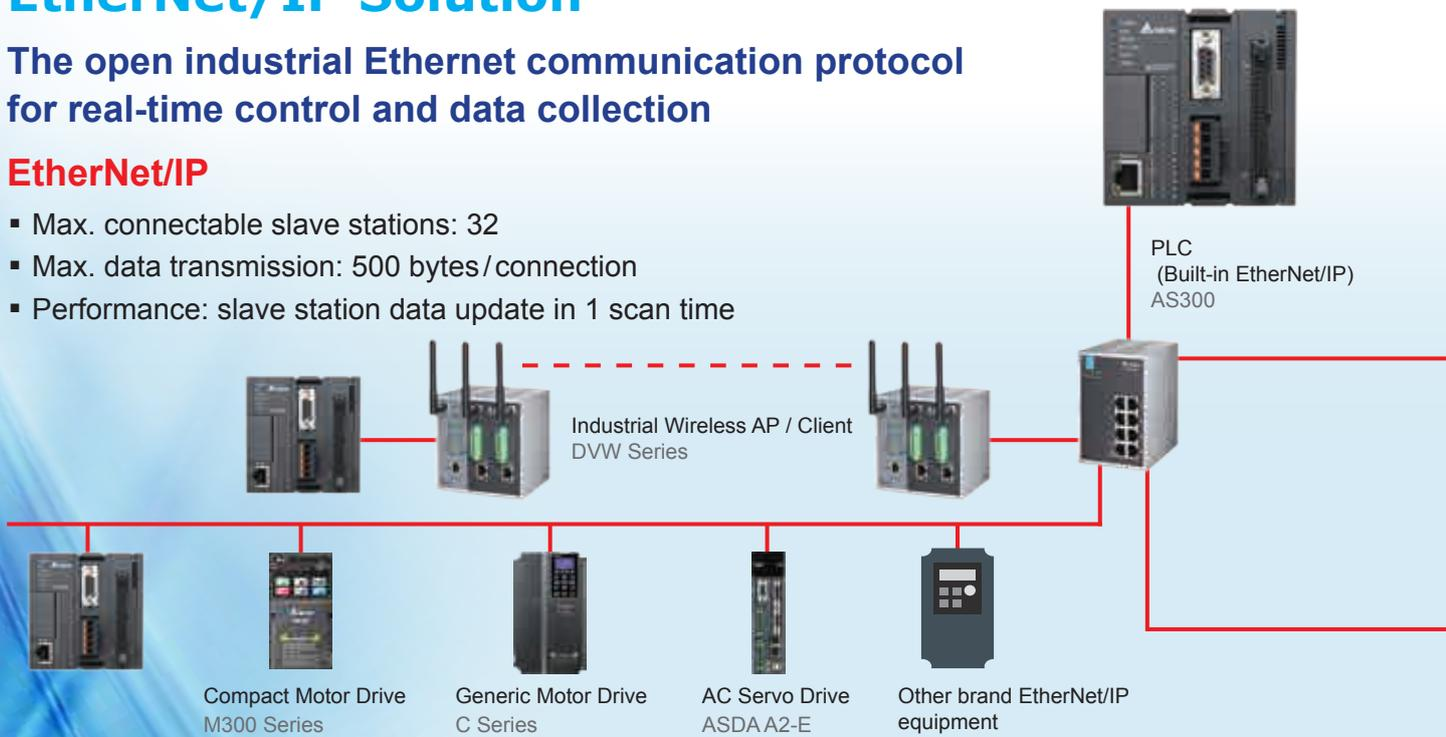 EtherNet/IP Solution
The open industrial Ethernet communication protocol
for real-time control and data collection
EtherNet/IP
▪ Max. connectable slave stations: 32
▪ Max. data transmission: 500 bytes/connection
▪ Performance: slave station data update in 1 scan time
PLC
(Built-in EtherNet/IP)
AS300
Industrial Wireless AP / Client
DVW Series
Compact Motor Drive
M300 Series
Generic Motor Drive
C Series
AC Servo Drive
ASDA A2-E
Other brand EtherNet/IP
equipment